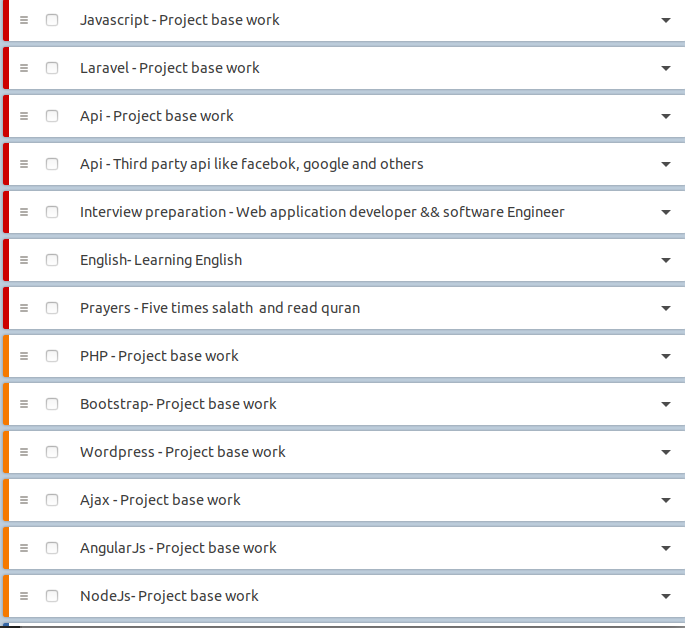 Javascript - Project base work
Laravel - Project base work
Api - Project base work
Api - Third party api like facebok, google and others
Interview preparation - Web application developer && software Engineer
English- Learning English
Prayers - Five times salath and read quran
PHP - Project base work
Bootstrap- Project base work
Wordpress - Project base work
Ajax - Project base work
AngularJs - Project base work
NodeJs- Project base work